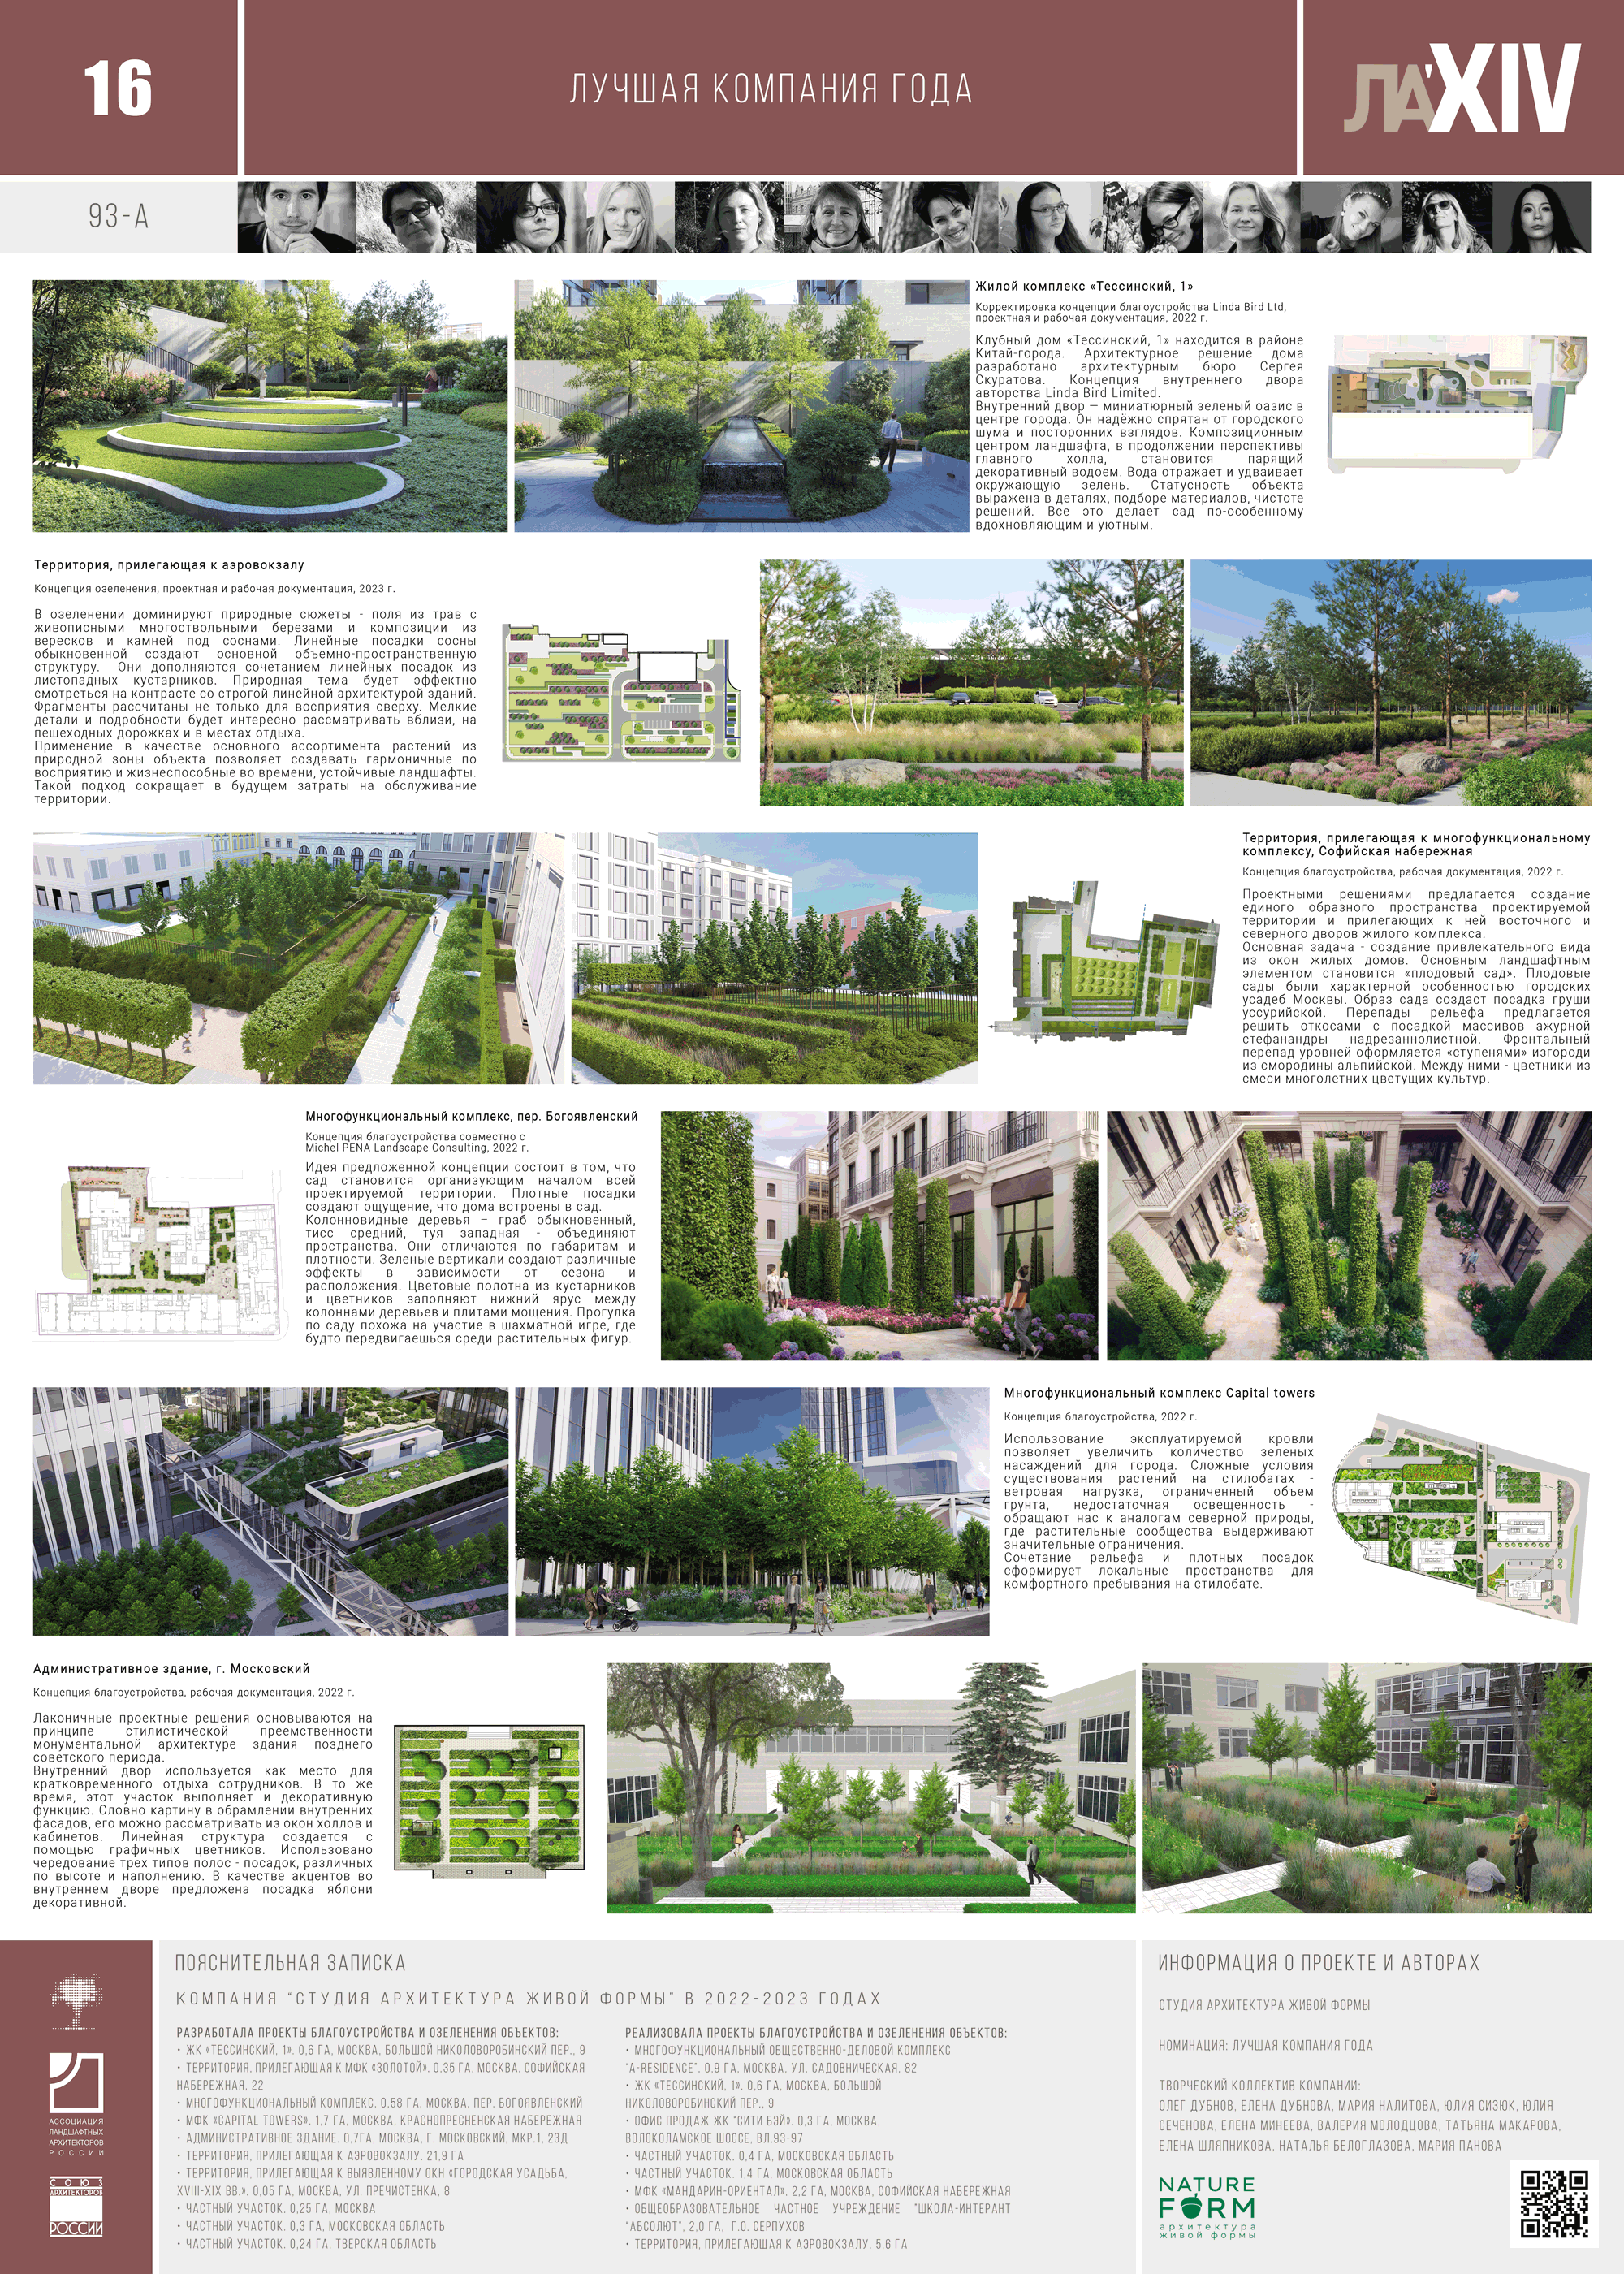 16
ЛУЧШАЯ КОМПАНИЯ ГОДА
ЛА'XIV
93-А
Жилой комплекс «Тессинский, 1»
Корректировка концепции благоустройства Linda Bird Ltd,
проектная и рабочая документация, 2022 г.
Клубный дом «Тессинский, 1» находится в районе
Китай-города. Архитектурное решение дома
разработано архитектурным бюро Сергея
Скуратова. Концепция внутреннего двора
авторства Linda Bird Limited.
Внутренний двор — миниатюрный зеленый оазис в
центре города. Он надёжно спрятан от городского
шума и посторонних взглядов. Композиционным
центром ландшафта, в продолжении перспективы
главного холла, становится парящий
декоративный водоем. Вода отражает и удваивает
окружающую зелень. Статусность объекта
выражена в деталях, подборе материалов, чистоте
решений. Все это делает сад по-особенному
вдохновляющим и уютным.
Территория, прилегающая к аэровокзалу
Концепция озеленения, проектная и рабочая документация, 2023 г.
В озеленении доминируют природные сюжеты - поля из трав с
живописными многоствольными березами и композиции из
вересков и камней под соснами. Линейные посадки сосны
обыкновенной создают основной объемно-пространственную
структуру. Они дополняются сочетанием линейных посадок из
листопадных кустарников. Природная тема будет эффектно
смотреться на контрасте со строгой линейной архитектурой зданий.
Фрагменты рассчитаны не только для восприятия сверху. Мелкие
детали и подробности будет интересно рассматривать вблизи, на
пешеходных дорожках и в местах отдыха.
Применение в качестве основного ассортимента растений из
природной зоны объекта позволяет создавать гармоничные по
восприятию и жизнеспособные во времени, устойчивые ландшафты.
Такой подход сокращает в будущем затраты на обслуживание
территории.
Территория, прилегающая к многофункциональному
комплексу, Софийская набережная
Концепция благоустройства, рабочая документация, 2022 г.
Проектными решениями предлагается создание
единого образного пространства проектируемой
территории и прилегающих к ней восточного и
северного дворов жилого комплекса.
Основная задача - создание привлекательного вида
из окон жилых домов. Основным ландшафтным
элементом становится «плодовый сад». Плодовые
сады были характерной особенностью городских
усадеб Москвы. Образ сада создаст посадка груши
уссурийской. Перепады рельефа предлагается
решить откосами с посадкой массивов ажурной
стефанандры надрезаннолистной. Фронтальный
перепад уровней оформляется «ступенями» изгороди
из смородины альпийской. Между ними - цветники из
смеси многолетних цветущих культур.
Многофункциональный комплекс, пер. Богоявленский
Концепция благоустройства совместно с
Michel PENA Landscape Consulting, 2022 г.
Идея предложенной концепции состоит в том, что
сад становится организующим началом всей
проектируемой территории. Плотные посадки
создают ощущение, что дома встроены в сад.
Колонновидные деревья – граб обыкновенный,
тисс средний, туя западная - объединяют
пространства. Они отличаются по габаритам и
плотности. Зеленые вертикали создают различные
эффекты в зависимости от сезона и
расположения. Цветовые полотна из кустарников
и цветников заполняют нижний ярус между
колоннами деревьев и плитами мощения. Прогулка
по саду похожа на участие в шахматной игре, где
будто передвигаешься среди растительных фигур.
Многофункциональный комплекс Capital towers
Концепция благоустройства, 2022 г.
Использование эксплуатируемой кровли
позволяет увеличить количество зеленых
насаждений для города. Сложные условия
существования растений на стилобатах -
ветровая нагрузка, ограниченный объем
грунта, недостаточная освещенность -
обращают нас к аналогам северной природы,
где растительные сообщества выдерживают
значительные ограничения.
Сочетание рельефа и плотных посадок
сформирует локальные пространства для
комфортного пребывания на стилобате.
Административное здание, г. Московский
Концепция благоустройства, рабочая документация, 2022 г.
Лаконичные проектные решения основываются на
принципе стилистической преемственности
монументальной архитектуре здания позднего
советского периода.
Внутренний двор используется как место для
кратковременного отдыха сотрудников. В то же
время, этот участок выполняет и декоративную
функцию. Словно картину в обрамлении внутренних
фасадов, его можно рассматривать из окон холлов и
кабинетов. Линейная структура создается с
помощью графичных цветников. Использовано
чередование трех типов полос - посадок, различных
по высоте и наполнению. В качестве акцентов во
внутреннем дворе предложена посадка яблони
декоративной.
АССОЦИАЦИЯ
ЛАНДШАФТНЫХ
АРХИТЕКТОРОВ
РОССИИ
СОЮЗ
АРХИТЕКТОРОВ
РОССИИ
ПОЯСНИТЕЛЬНАЯ ЗАПИСКА
КОМПАНИЯ “СТУДИЯ АРХИТЕКТУРА ЖИВОЙ ФОРМЫ” В 2022-2023 ГОДАХ
РАЗРАБОТАЛА ПРОЕКТЫ БЛАГОУСТРОЙСТВА И ОЗЕЛЕНЕНИЯ ОБЪЕКТОВ:
• ЖК «ТЕССИНСКИЙ, 1». 0,6 ГА, МОСКВА, БОЛЬШОЙ НИКОЛОВОРОБИНСКИЙ ПЕР., 9
• ТЕРРИТОРИЯ, ПРИЛЕГАЮЩАЯ К МФК «ЗОЛОТОЙ». 0,35 ГА, МОСКВА, СОФИЙСКАЯ
НАБЕРЕЖНАЯ, 22
• МНОГОФУНКЦИОНАЛЬНЫЙ КОМПЛЕКС. 0,58 ГА, МОСКВА, ПЕР. БОГОЯВЛЕНСКИЙ
• МФК «CAPITAL TOWERS». 1,7 ГА, МОСКВА, КРАСНОПРЕСНЕНСКАЯ НАБЕРЕЖНАЯ
• АДМИНИСТРАТИВНОЕ ЗДАНИЕ. 0,7ГА, МОСКВА, Г. МОСКОВСКИЙ, МКР.1, 23Д
• ТЕРРИТОРИЯ, ПРИЛЕГАЮЩАЯ К АЭРОВОКЗАЛУ. 21,9 ГА
• ТЕРРИТОРИЯ, ПРИЛЕГАЮЩАЯ К ВЫЯВЛЕННОМУ ОКН «ГОРОДСКАЯ УСАДЬБА,
XVIII-XIX ВВ.». 0,05 ГА, МОСКВА, УЛ. ПРЕЧИСТЕНКА, 8
• ЧАСТНЫЙ УЧАСТОК. 0,25 ГА, МОСКВА
• ЧАСТНЫЙ УЧАСТОК. 0,3 ГА, МОСКОВСКАЯ ОБЛАСТЬ
• ЧАСТНЫЙ УЧАСТОК. 0,24 ГА, ТВЕРСКАЯ ОБЛАСТЬ
РЕАЛИЗОВАЛА ПРОЕКТЫ БЛАГОУСТРОЙСТВА И ОЗЕЛЕНЕНИЯ ОБЪЕКТОВ:
• МНОГОФУНКЦИОНАЛЬНЫЙ ОБЩЕСТВЕННО-ДЕЛОВОЙ КОМПЛЕКС
“A-RESIDENCE”. 0,9 ГА, МОСКВА, УЛ. САДОВНИЧЕСКАЯ, 82
• ЖК «ТЕССИНСКИЙ, 1». 0,6 ГА, МОСКВА, БОЛЬШОЙ
НИКОЛОВОРОБИНСКИЙ ПЕР., 9
• ОФИС ПРОДАЖ ЖК “СИТИ БЭЙ». 0,3 ГА, МОСКВА,
ВОЛОКОЛАМСКОЕ ШОССЕ, ВЛ.93-97
• ЧАСТНЫЙ УЧАСТОК. 0,4 ГА, МОСКОВСКАЯ ОБЛАСТЬ
• ЧАСТНЫЙ УЧАСТОК. 1.4 ГА, МОСКОВСКАЯ ОБЛАСТЬ
• МФК «МАНДАРИН-ОРИЕНТАЛ». 2,2 ГА, МОСКВА, СОФИЙСКАЯ НАБЕРЕЖНАЯ
• ОБЩЕОБРАЗОВАТЕЛЬНОЕ ЧАСТНОЕ УЧРЕЖДЕНИЕ “ШКОЛА-ИНТЕРАНТ
“АБСОЛЮТ”, 2,0 ГА, Г.О. СЕРПУХОВ
• ТЕРРИТОРИЯ, ПРИЛЕГАЮЩАЯ К АЭРОВОКЗАЛУ. 5.6 ГА
ИНФОРМАЦИЯ О ПРОЕКТЕ И АВТОРАХ
СТУДИЯ АРХИТЕКТУРА ЖИВОЙ ФОРМЫ
НОМИНАЦИЯ: ЛУЧШАЯ КОМПАНИЯ ГОДА
ТВОРЧЕСКИЙ КОЛЛЕКТИВ КОМПАНИИ:
ОЛЕГ ДУБНОВ, ЕЛЕНА ДУБНОВА, МАРИЯ НАЛИТОВА, ЮЛИЯ СИЗЮК, ЮЛИЯ
СЕЧЕНОВА, ЕЛЕНА МИНЕЕВА, ВАЛЕРИЯ МОЛОДЦОВА, ТАТЬЯНА МАКАРОВА,
ЕЛЕНА ШЛЯПНИКОВА, НАТАЛЬЯ БЕЛОГЛАЗОВА, МАРИЯ ПАНОВА
NATURE
FORM
архитектура
живой формы